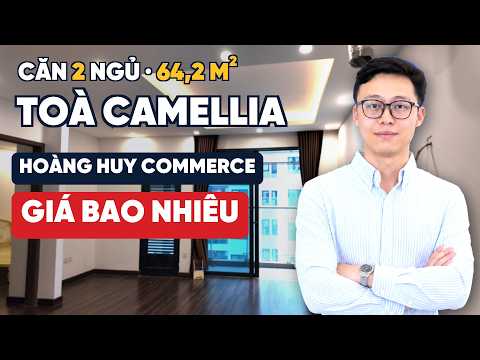 CĂN 2 NGỦ • 64,2 M²
TOÀ CAMELLIA
HOÀNG HUY COMMERCE
GIÁ BAO NHIÊU